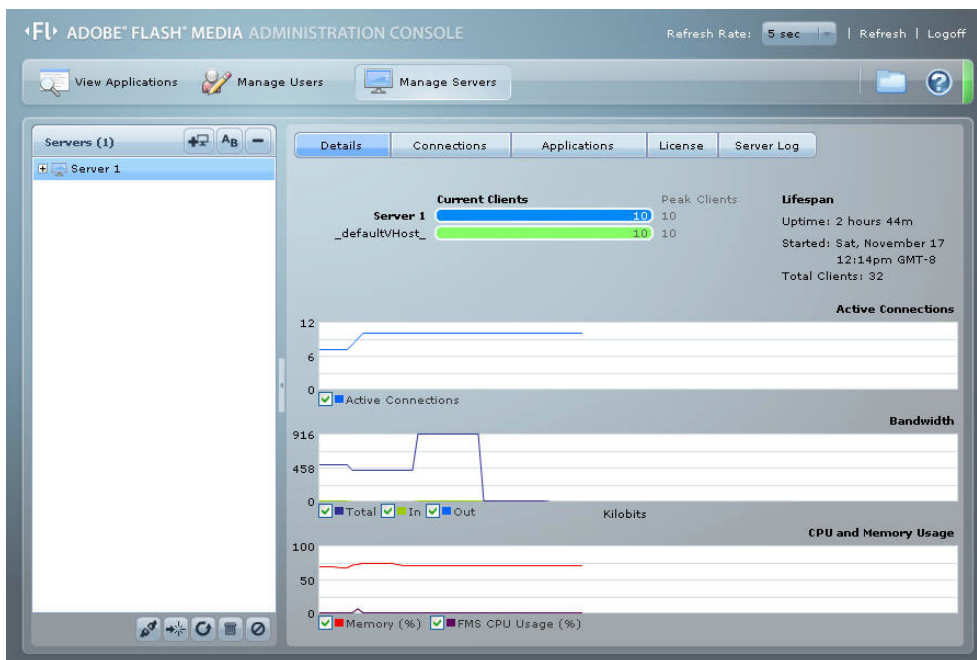 Fl ADOBE® FLASH® MEDIA ADMINISTRATION CONSOLE Refresh Rate: 5 sec | Refresh | Logoff
View Applications Manage Users Manage Servers ?
Servers (1) AB
Server 1
Details Connections Applications License Server Log
Current Clients Peak Clients
Server 1 10 10
_defaultVHost_ 10 10
Lifespan
Uptime: 2 hours 44m
Started: Sat, November 17
12:14pm GMT-8
Total Clients: 32
Active Connections
12
6
0
Active Connections
Bandwidth
916
458
0
Total In Out Kilobits
CPU and Memory Usage
100
50
0
Memory (%) FMS CPU Usage (%)